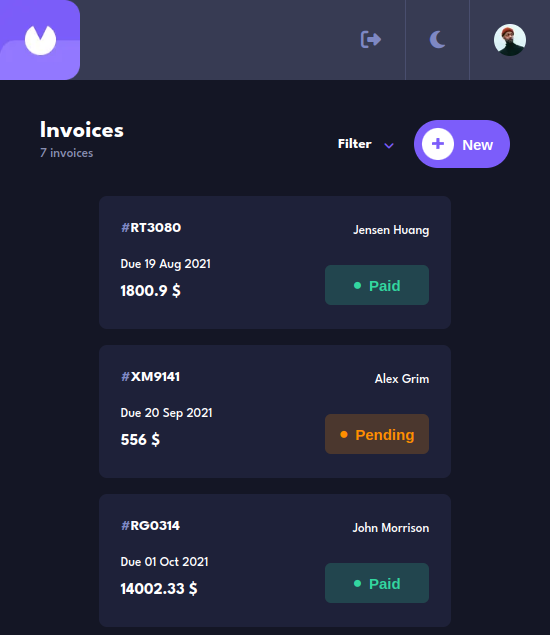 Invoices
7 invoices
Filter
New
#RT3080
Jensen Huang
Due 19 Aug 2021
1800.9 $
Paid
#XM9141
Alex Grim
Due 20 Sep 2021
556 $
Pending
#RG0314
John Morrison
Due 01 Oct 2021
14002.33 $
Paid